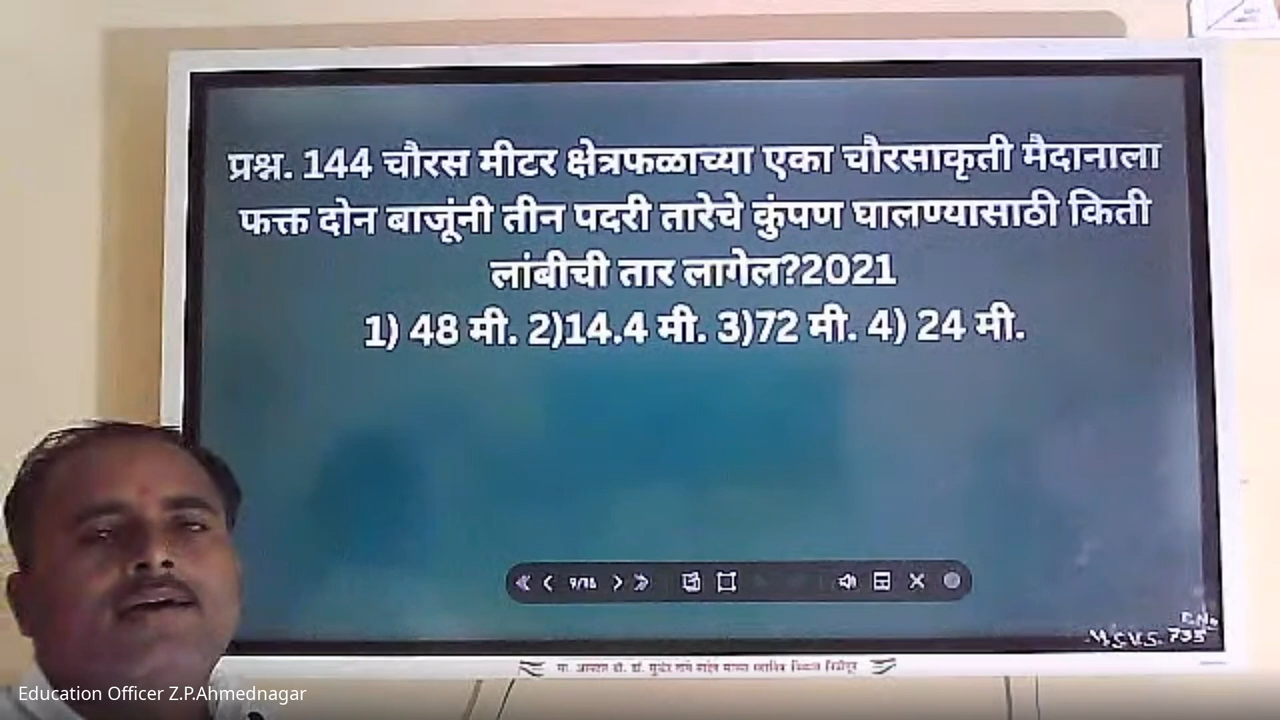 प्रश्न. 144 चौरस मीटर क्षेत्रफळाच्या एका चौरसाकृती मैदानाला
फक्त दोन बाजूंनी तीन पदरी तारेचे कुंपण घालण्यासाठी किती
लांबीची तार लागेल?2021
1) 48 मी. 2)14.4 मी. 3)72 मी. 4) 24 मी.
9/16
735
Education Officer Z.P.Ahmednagar